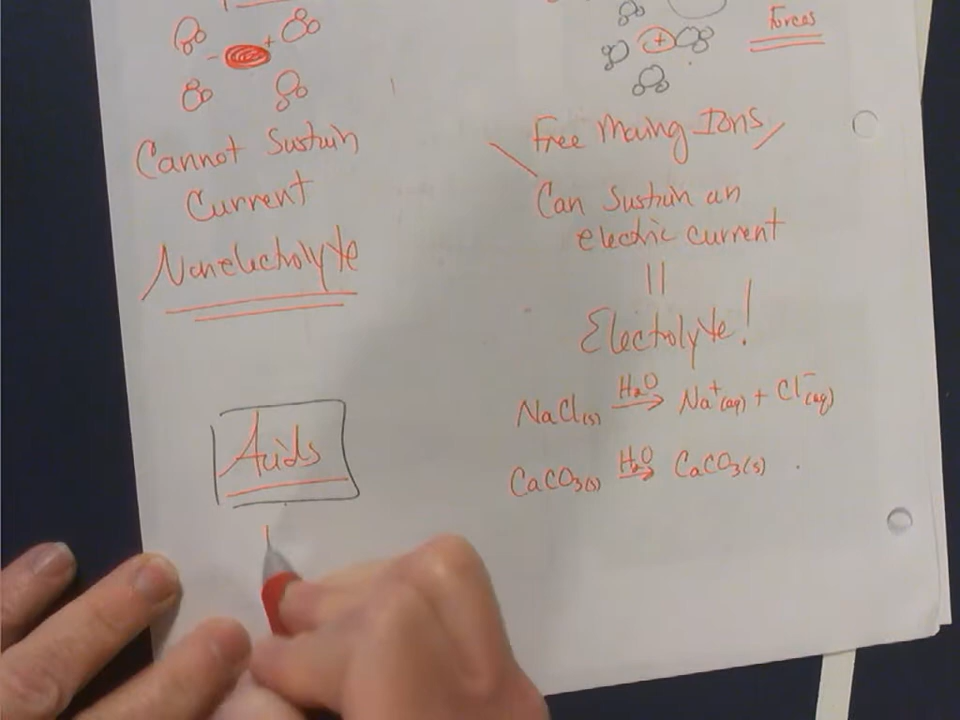 Forces
Cannot Sustain
Current
Nonelectrolyte
Free Moving Ions
Can Sustain an
electric current
||
Electrolyte!
NaCl(s) H₂O → Na⁺(aq) + Cl⁻(aq)
CaCO₃(s) H₂O → CaCO₃(s)
Acids